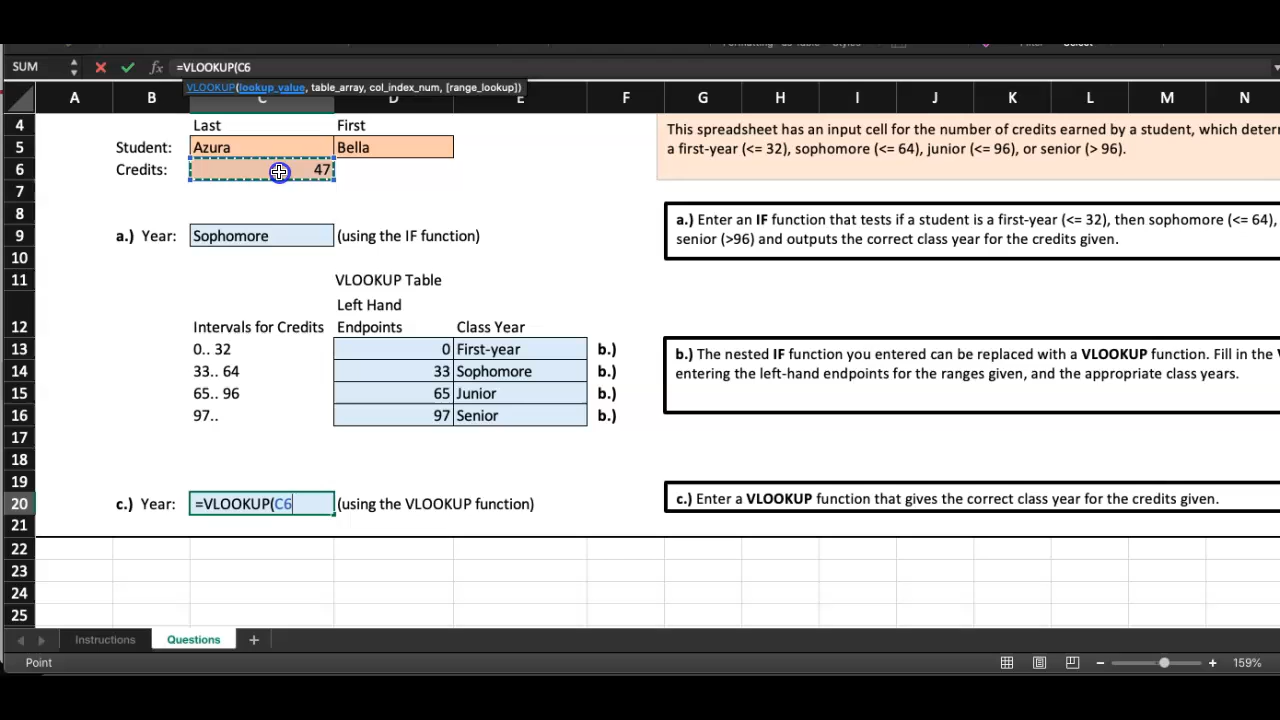 SUM fx =VLOOKUP(C6
VLOOKUP(lookup_value, table_array, col_index_num, [range_lookup])
A B C D E F G H I J K L M N
4 Last First This spreadsheet has an input cell for the number of credits earned by a student, which deter
5 Student: Azura Bella a first-year (<= 32), sophomore (<= 64), junior (<= 96), or senior (> 96).
6 Credits: 47
7
8 a.) Enter an IF function that tests if a student is a first-year (<= 32), then sophomore (<= 64),
9 a.) Year: Sophomore (using the IF function) senior (>96) and outputs the correct class year for the credits given.
10
11 VLOOKUP Table
Left Hand
12 Intervals for Credits Endpoints Class Year
13 0.. 32 0 First-year b.) b.) The nested IF function you entered can be replaced with a VLOOKUP function. Fill in the
14 33.. 64 33 Sophomore b.) entering the left-hand endpoints for the ranges given, and the appropriate class years.
15 65.. 96 65 Junior b.)
16 97.. 97 Senior b.)
17
18
19
20 c.) Year: =VLOOKUP(C6 (using the VLOOKUP function) c.) Enter a VLOOKUP function that gives the correct class year for the credits given.
21
22
23
24
25
Instructions Questions +
Point 159%